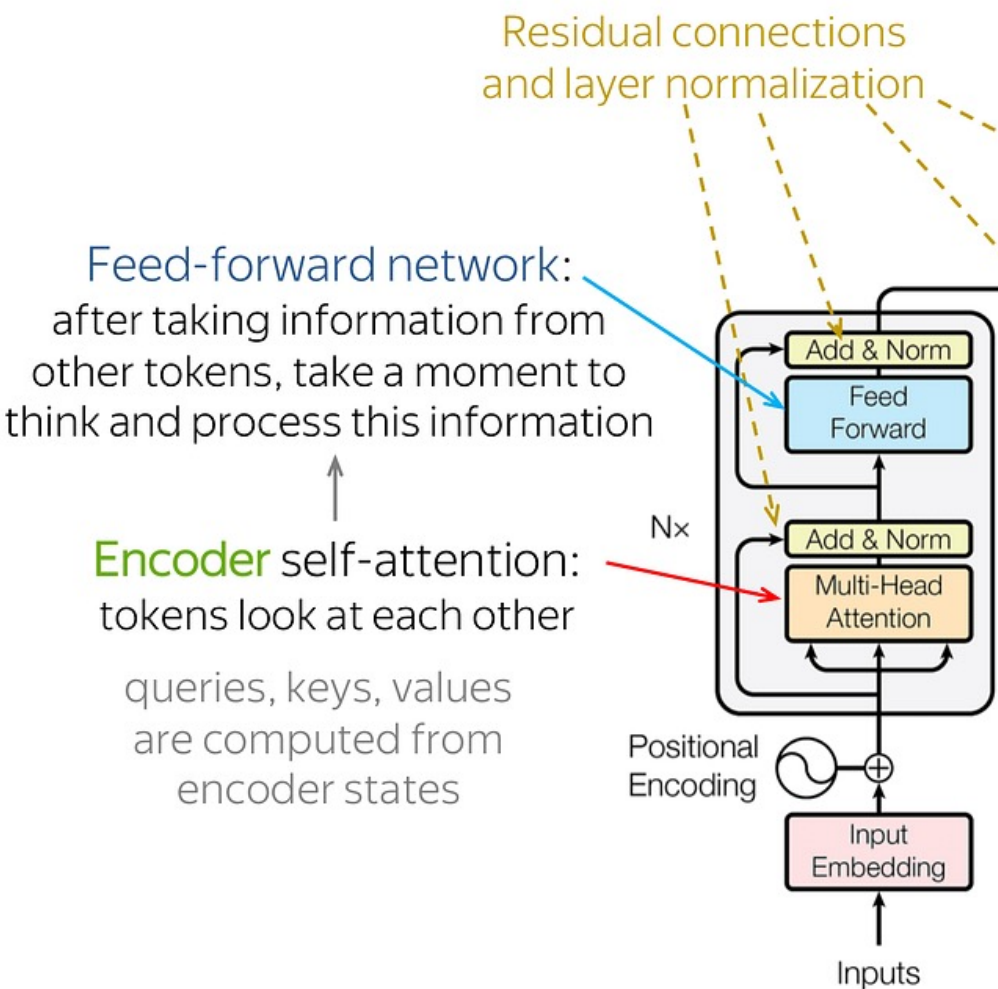 Residual connections
and layer normalization
Feed-forward network:
after taking information from
other tokens, take a moment to
think and process this information
Encoder self-attention:
tokens look at each other
queries, keys, values
are computed from
encoder states
Add & Norm
Feed
Forward
Nx
Add & Norm
Multi-Head
Attention
Positional
Encoding
Input
Embedding
Inputs